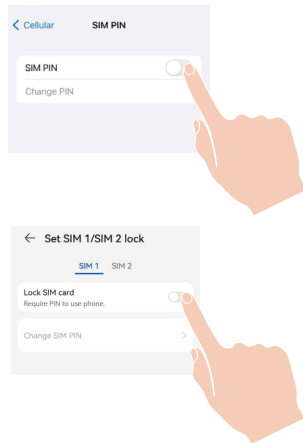 Cellular SIM PIN
SIM PIN
Change PIN
Set SIM 1/SIM 2 lock
SIM 1 SIM 2
Lock SIM card
Require PIN to use phone.
Change SIM PIN